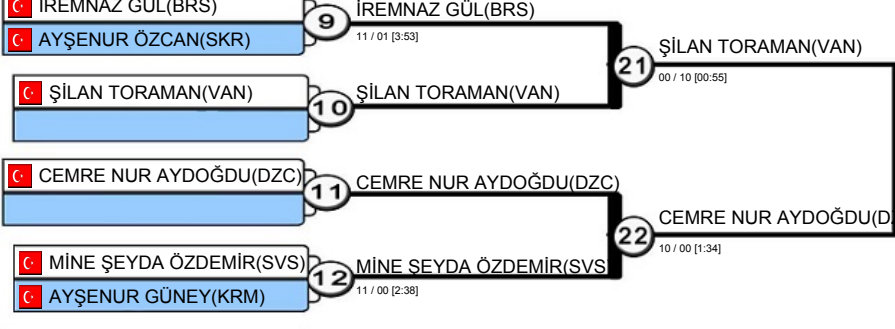 İREMNAZ GÜL(BRS)
AYŞENUR ÖZCAN(SKR)
9
İREMNAZ GÜL(BRS)
11 / 01 [3:53]
ŞİLAN TORAMAN(VAN)
10
ŞİLAN TORAMAN(VAN)
21
ŞİLAN TORAMAN(VAN)
00 / 10 [00:55]
CEMRE NUR AYDOĞDU(DZC)
11
CEMRE NUR AYDOĞDU(DZC)
MİNE ŞEYDA ÖZDEMİR(SVS)
AYŞENUR GÜNEY(KRM)
12
MİNE ŞEYDA ÖZDEMİR(SVS
11 / 00 [2:38]
22
CEMRE NUR AYDOĞDU(D
10 / 00 [1:34]